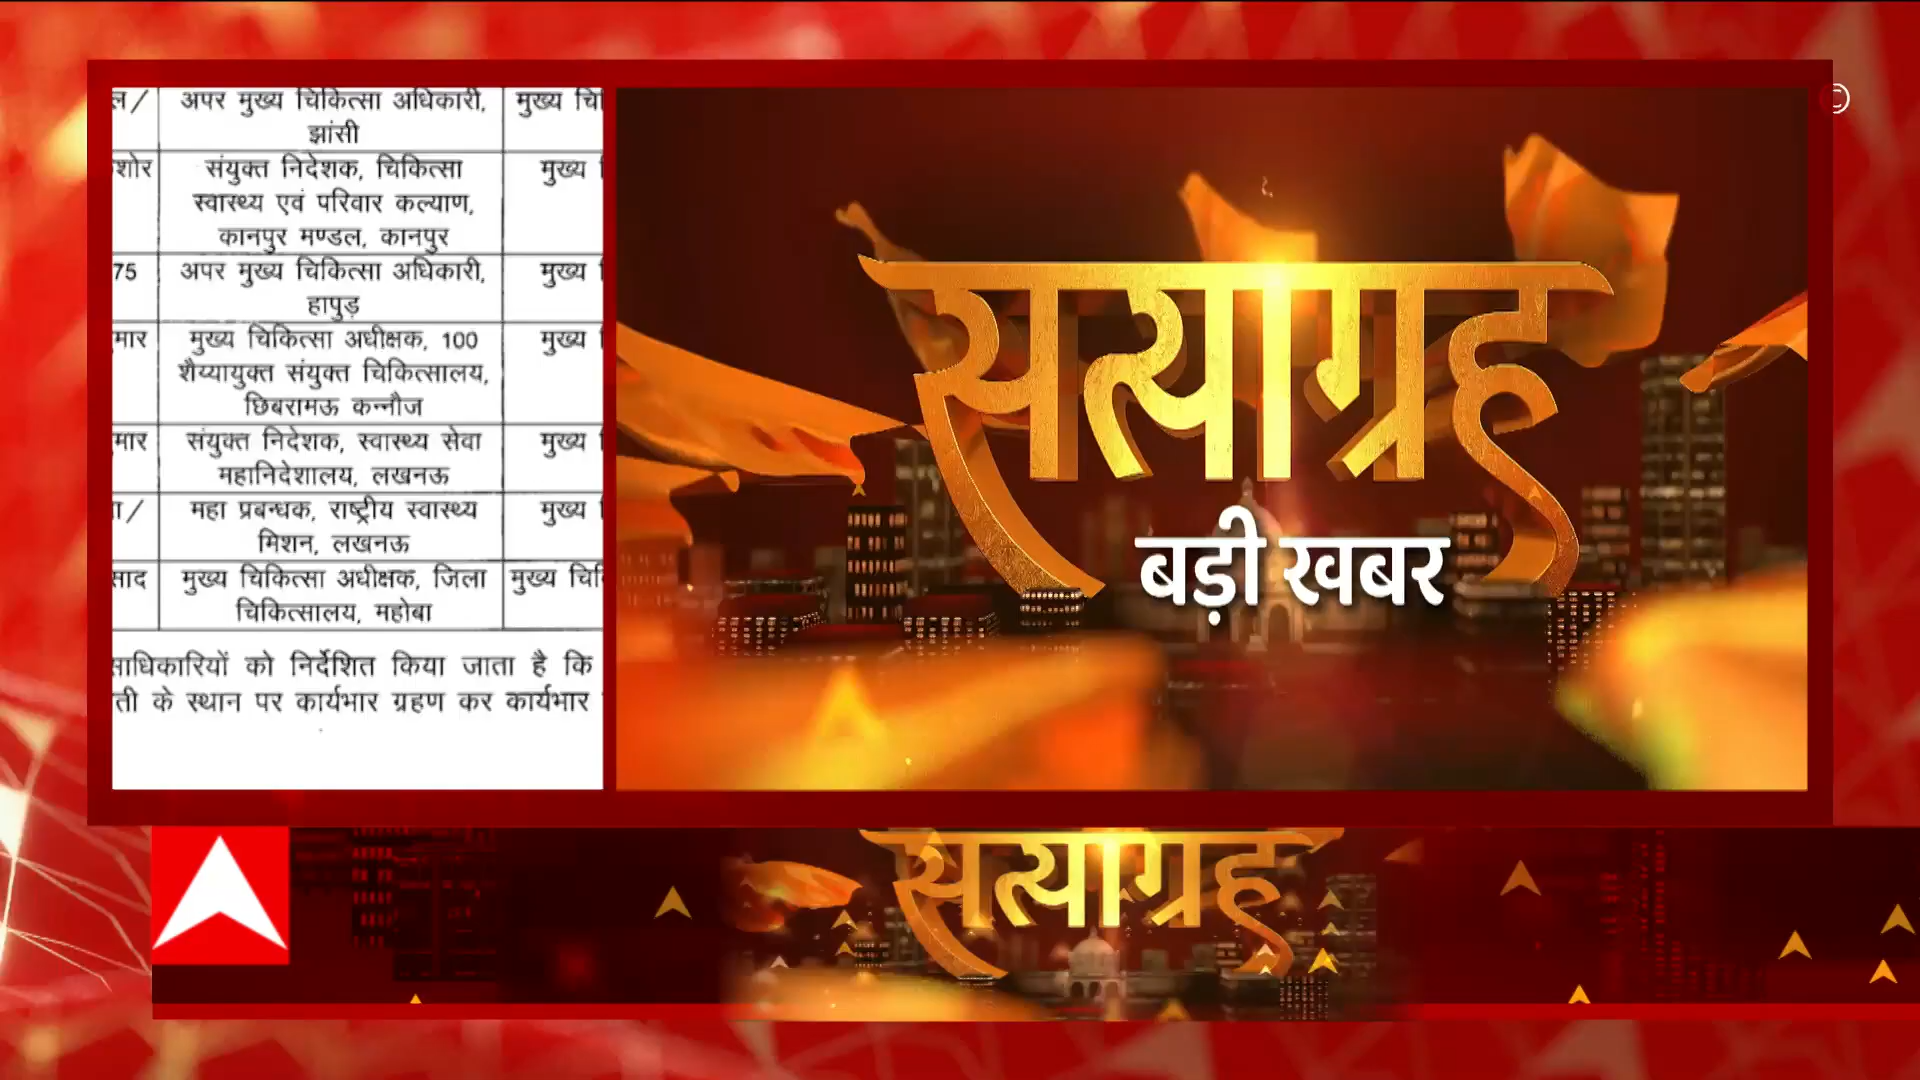 ल/ अपर मुख्य चिकित्सा अधिकारी, मुख्य चि
झांसी
शोर संयुक्त निदेशक, चिकित्सा मुख्य
स्वास्थ्य एवं परिवार कल्याण,
कानपुर मण्डल, कानपुर
75 अपर मुख्य चिकित्सा अधिकारी, मुख्य
हापुड़
मार मुख्य चिकित्सा अधीक्षक, 100 मुख्य
शैय्यायुक्त संयुक्त चिकित्सालय,
छिबरामऊ कन्नौज
मार संयुक्त निदेशक, स्वास्थ्य सेवा मुख्य
महानिदेशालय, लखनऊ
ा/ महा प्रबन्धक, राष्ट्रीय स्वास्थ्य मुख्य
मिशन, लखनऊ
साद मुख्य चिकित्सा अधीक्षक, जिला मुख्य चि
चिकित्सालय, महोबा
साधिकारियों को निर्देशित किया जाता है कि
ती के स्थान पर कार्यभार ग्रहण कर कार्यभार
©
सत्याग्रह
बड़ी खबर
सत्याग्रह